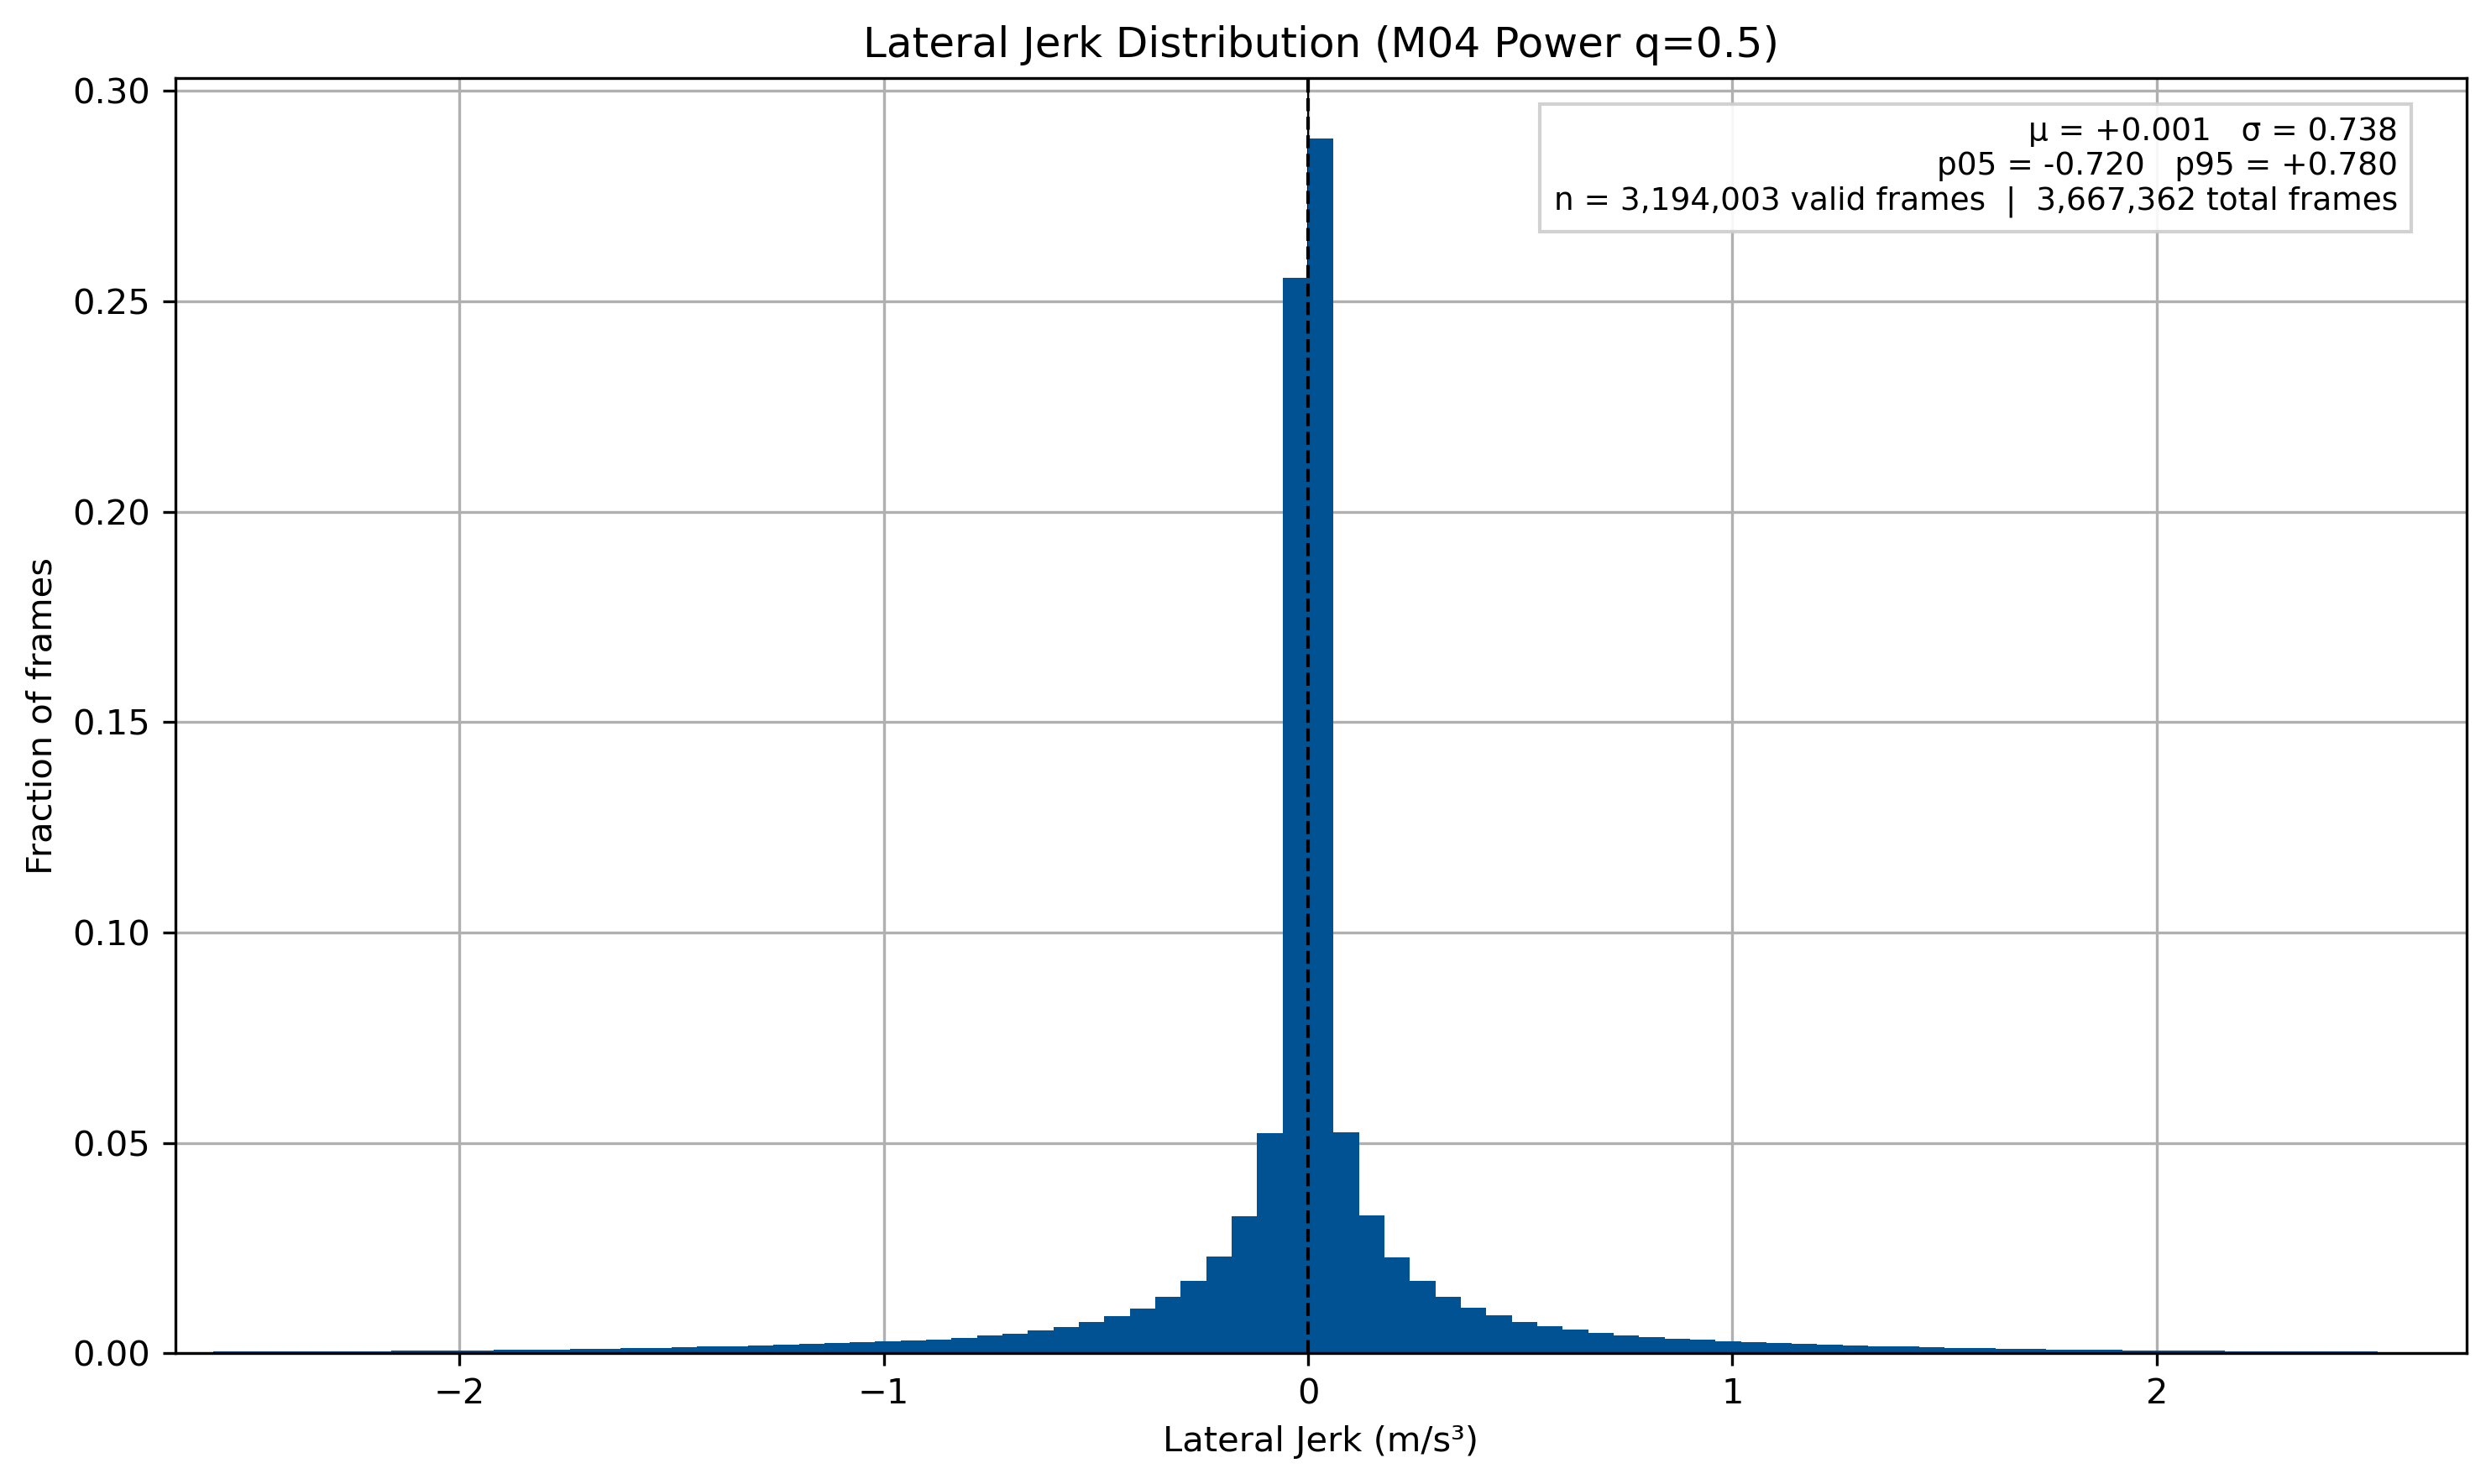 Lateral Jerk Distribution (M04 Power q=0.5)
μ = +0.001   σ = 0.738
p05 = -0.720   p95 = +0.780
n = 3,194,003 valid frames  |  3,667,362 total frames
Fraction of frames
0.30
0.25
0.20
0.15
0.10
0.05
0.00
−2
−1
0
1
2
Lateral Jerk (m/s³)